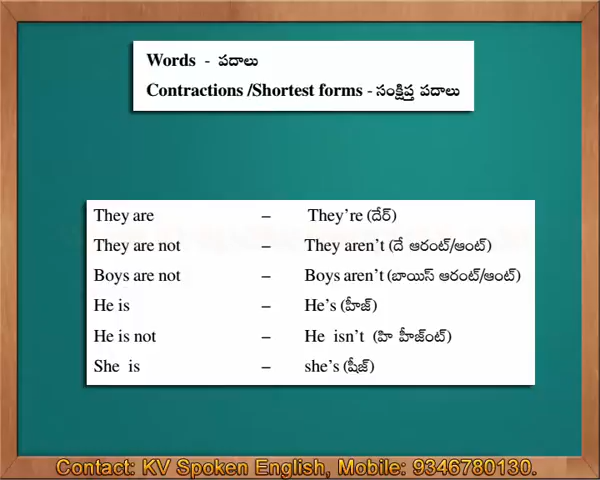 Words - పదాలు
Contractions /Shortest forms - సంక్షిప్త పదాలు
They are – They're (దేర్)
They are not – They aren't (దే ఆరంట్/ఆంట్)
Boys are not – Boys aren't (బాయిస్ ఆరంట్/ఆంట్)
He is – He's (హీజ్)
He is not – He isn't (హి హీజ్ంట్)
She is – she's (షీజ్)
Contact: KV Spoken English, Mobile: 9346780130.